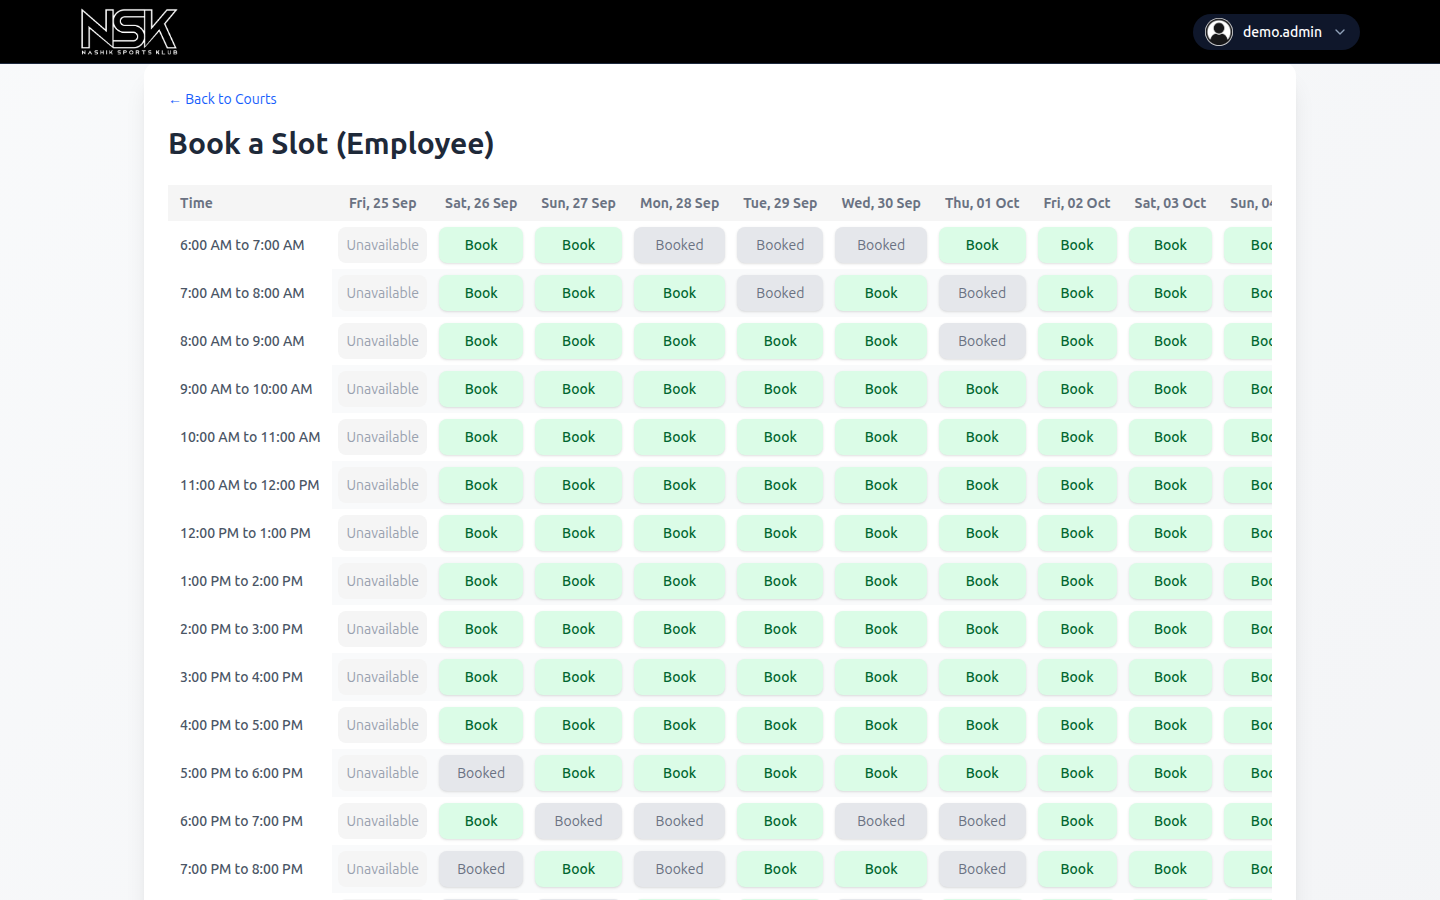 NSK
NASHIK SPORTS KLUB
demo.admin
← Back to Courts
Book a Slot (Employee)
Time Fri, 25 Sep Sat, 26 Sep Sun, 27 Sep Mon, 28 Sep Tue, 29 Sep Wed, 30 Sep Thu, 01 Oct Fri, 02 Oct Sat, 03 Oct Sun,
6:00 AM to 7:00 AM Unavailable Book Book Booked Booked Booked Book Book Book
7:00 AM to 8:00 AM Unavailable Book Book Book Booked Book Booked Book Book
8:00 AM to 9:00 AM Unavailable Book Book Book Book Book Booked Book Book
9:00 AM to 10:00 AM Unavailable Book Book Book Book Book Book Book Book
10:00 AM to 11:00 AM Unavailable Book Book Book Book Book Book Book Book
11:00 AM to 12:00 PM Unavailable Book Book Book Book Book Book Book Book
12:00 PM to 1:00 PM Unavailable Book Book Book Book Book Book Book Book
1:00 PM to 2:00 PM Unavailable Book Book Book Book Book Book Book Book
2:00 PM to 3:00 PM Unavailable Book Book Book Book Book Book Book Book
3:00 PM to 4:00 PM Unavailable Book Book Book Book Book Book Book Book
4:00 PM to 5:00 PM Unavailable Book Book Book Book Book Book Book Book
5:00 PM to 6:00 PM Unavailable Booked Book Book Book Book Book Book Book
6:00 PM to 7:00 PM Unavailable Book Booked Booked Book Booked Booked Book Book
7:00 PM to 8:00 PM Unavailable Booked Book Booked Book Book Booked Book Book